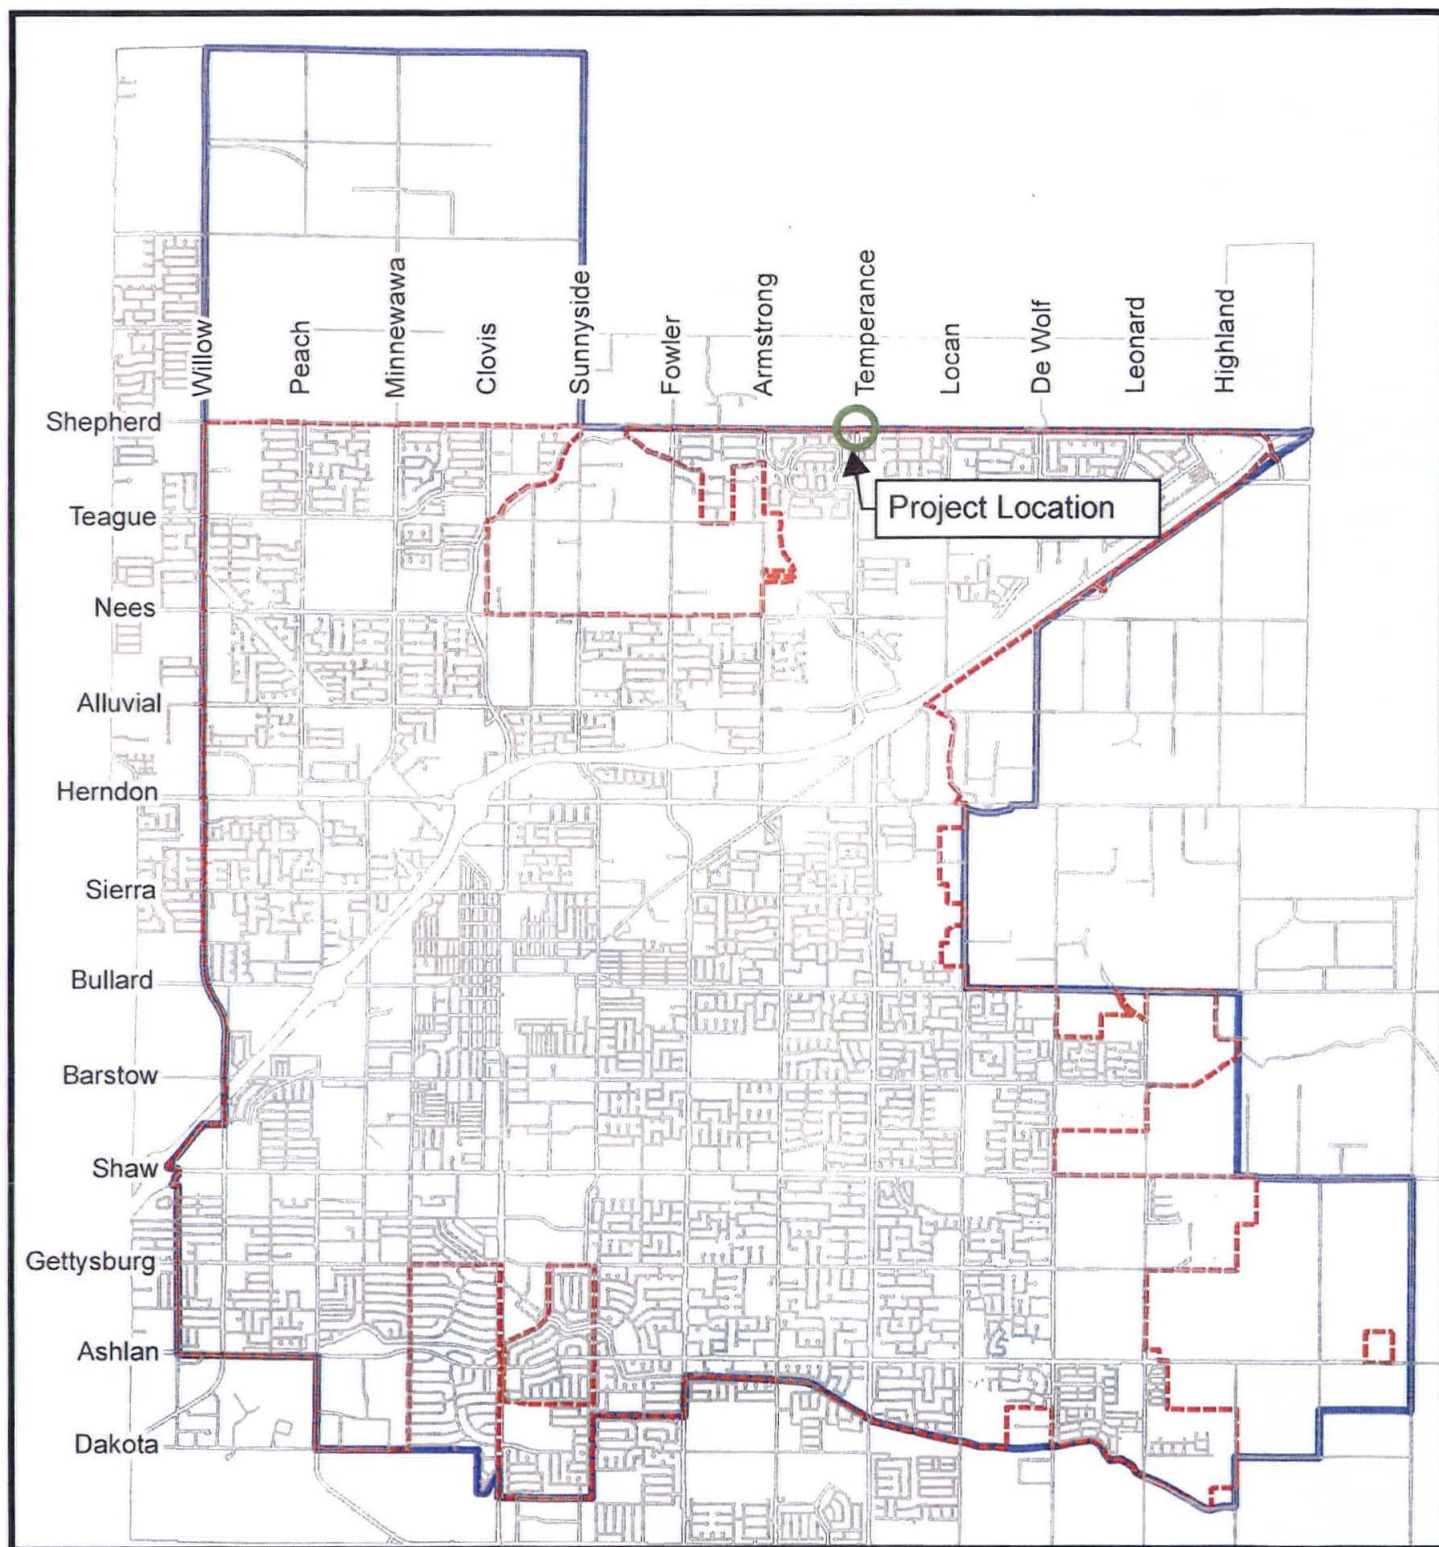 Willow
Peach
Minnewawa
Clovis
Sunnyside
Fowler
Armstrong
Temperance
Locan
De Wolf
Leonard
Highland
Shepherd
Project Location
Teague
Nees
Alluvial
Herndon
Sierra
Bullard
Barstow
Shaw
Gettysburg
Ashlan
Dakota